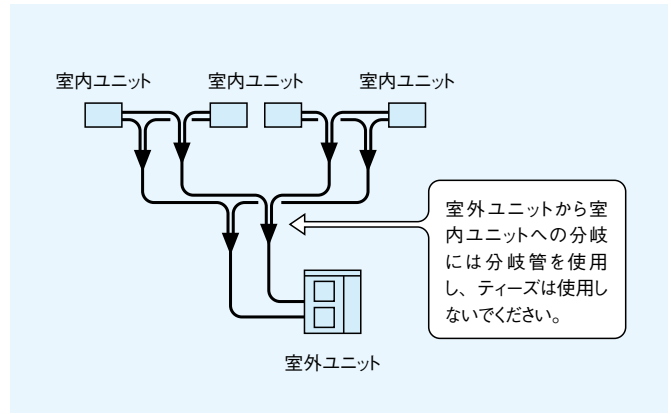 室内ユニット 室内ユニット 室内ユニット
室外ユニットから室
内ユニットへの分岐
には分岐管を使用
し、ティーズは使用し
ないでください。
室外ユニット